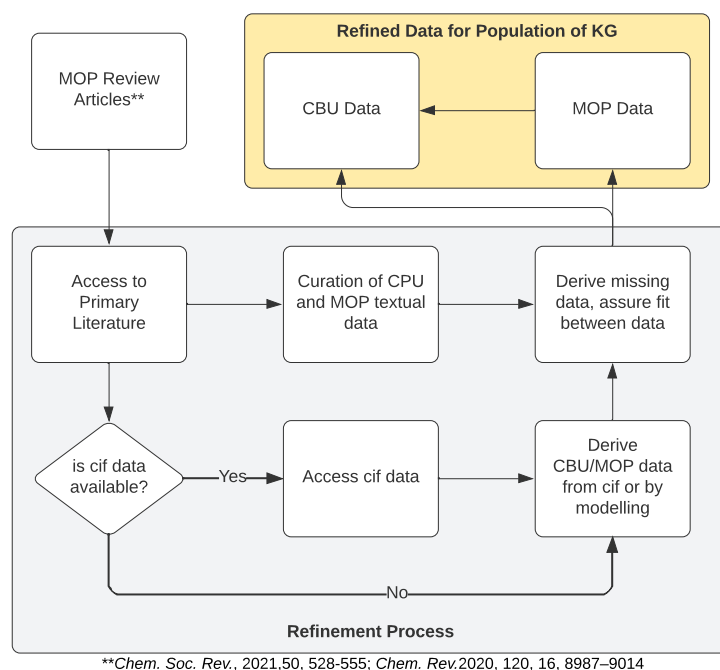 Refined Data for Population of KG
MOP Review
Articles**
CBU Data
MOP Data
Access to
Primary
Literature
Curation of CPU
and MOP textual
data
Derive missing
data, assure fit
between data
is cif data
available?
Yes
Access cif data
Derive
CBU/MOP data
from cif or by
modelling
No
Refinement Process
**Chem. Soc. Rev., 2021,50, 528-555; Chem. Rev.2020, 120, 16, 8987–9014